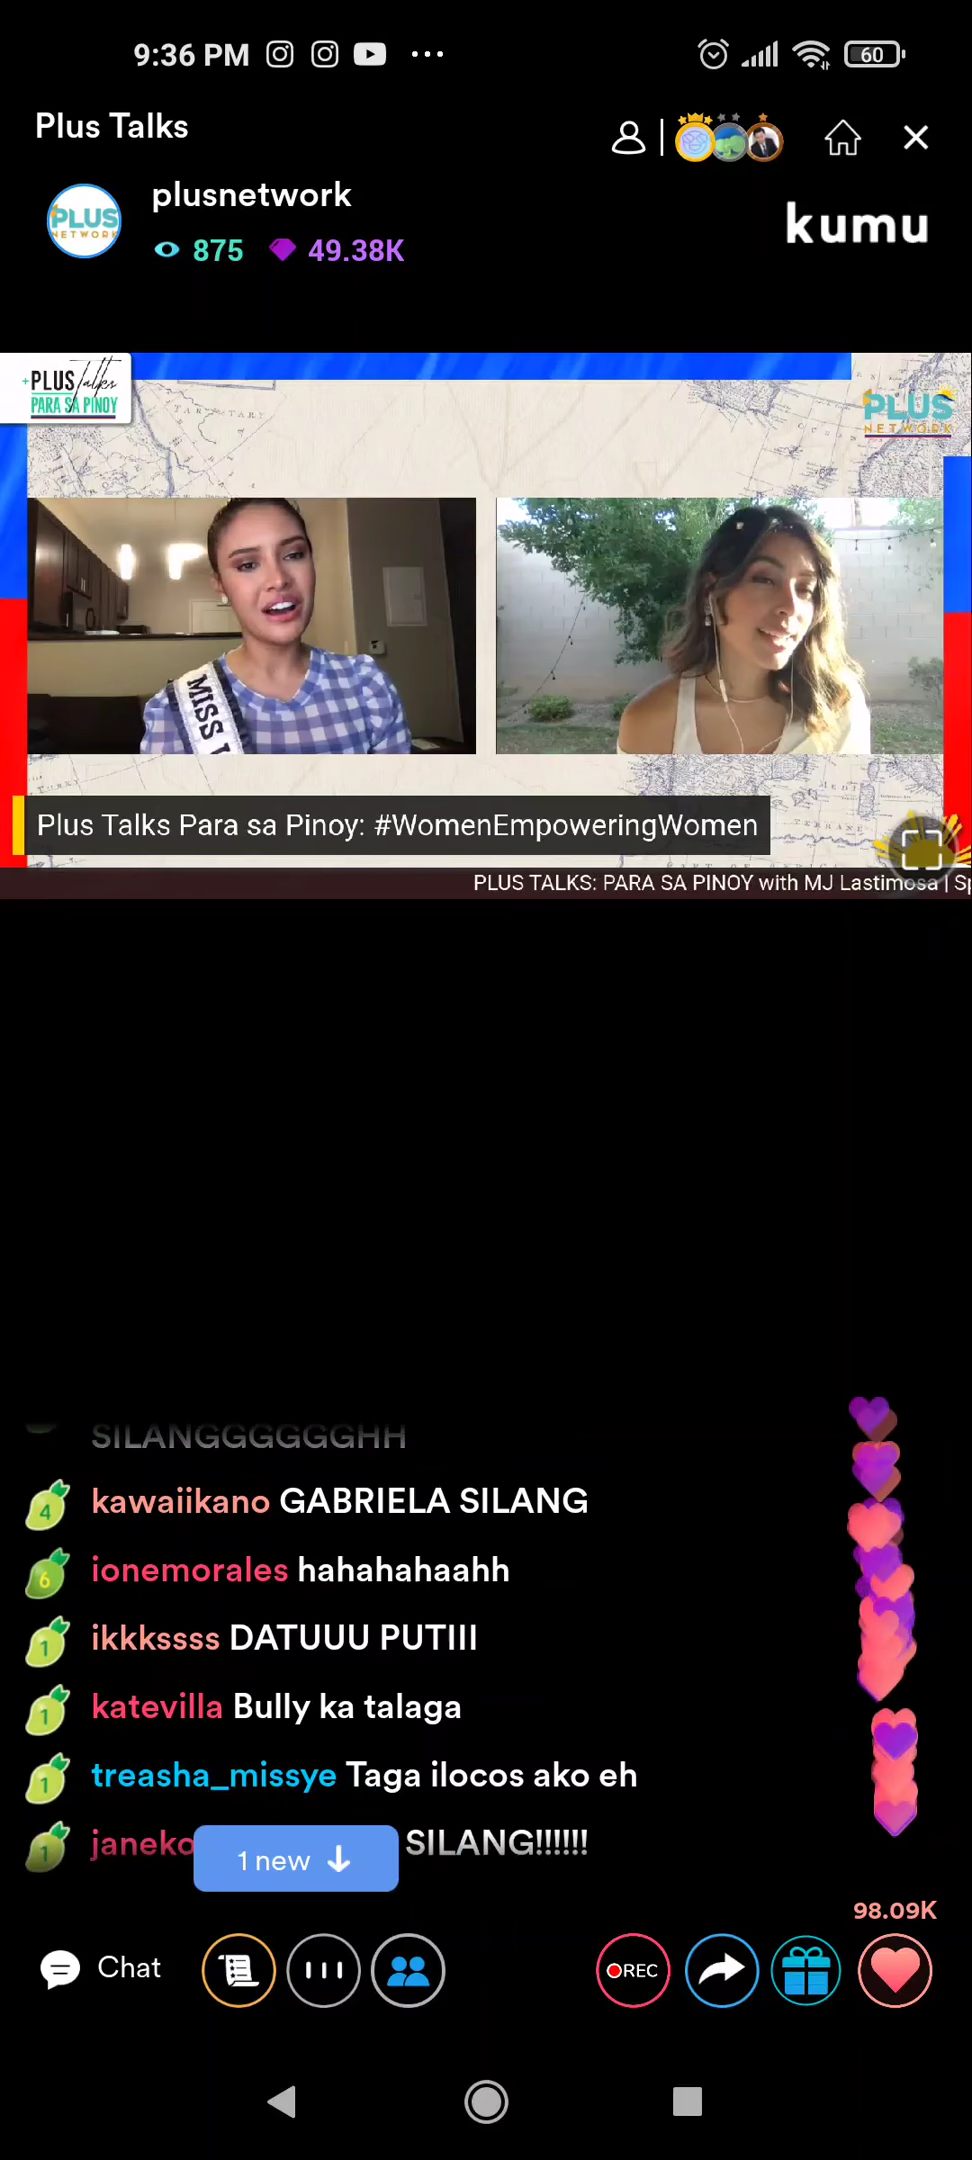 9:36 PM
60
Plus Talks
plusnetwork
875 49.38K
kumu
PLUS
NETWORK
+PLUS Talks
PARA SA PINOY
PLUS
NETWORK
TARTARY
MISS
Plus Talks Para sa Pinoy: #WomenEmpoweringWomen
PLUS TALKS: PARA SA PINOY with MJ Lastimosa | Sp
SILANGGGGGGHH
4 kawaiikano GABRIELA SILANG
6 ionemorales hahahahaahh
1 ikkkssss DATUUU PUTIII
1 katevilla Bully ka talaga
1 treasha_missye Taga ilocos ako eh
1 janeko SILANG!!!!!!
1 new
98.09K
Chat
REC